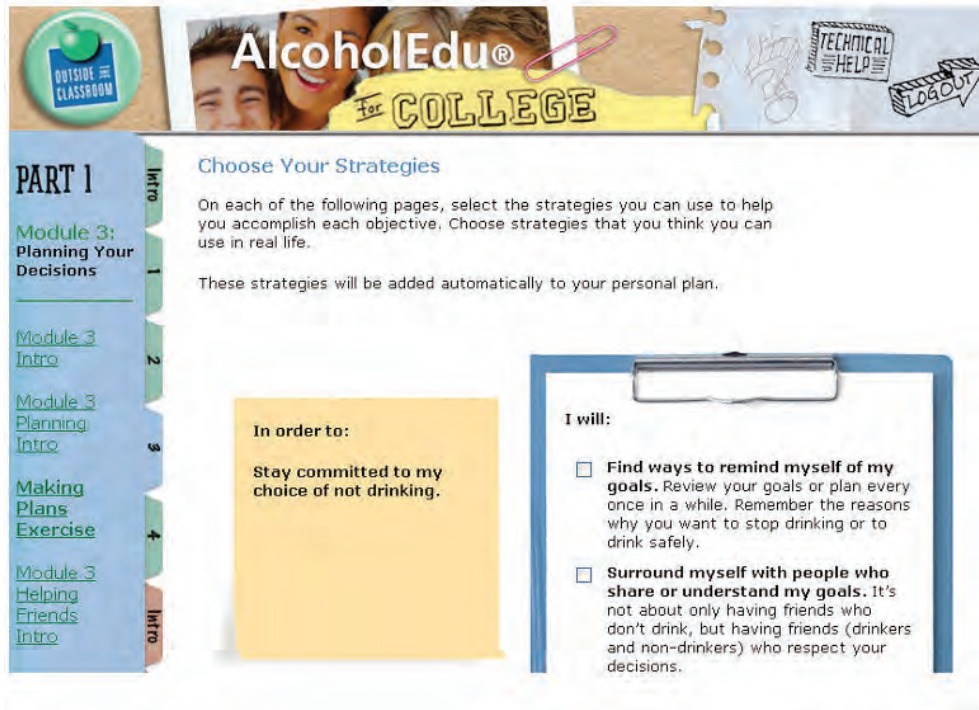 OUTSIDE THE
CLASSROOM
AlcoholEdu®
For COLLEGE
TECHNICAL
HELP
LOGOUT
PART 1
Module 3:
Planning Your
Decisions
Module 3
Intro
Module 3
Planning
Intro
Making
Plans
Exercise
Module 3
Helping
Friends
Intro
Intro
1
2
3
4
Intro
Choose Your Strategies
On each of the following pages, select the strategies you can use to help
you accomplish each objective. Choose strategies that you think you can
use in real life.
These strategies will be added automatically to your personal plan.
In order to:
Stay committed to my
choice of not drinking.
I will:
Find ways to remind myself of my
goals. Review your goals or plan every
once in a while. Remember the reasons
why you want to stop drinking or to
drink safely.
Surround myself with people who
share or understand my goals. It's
not about only having friends who
don't drink, but having friends (drinkers
and non-drinkers) who respect your
decisions.